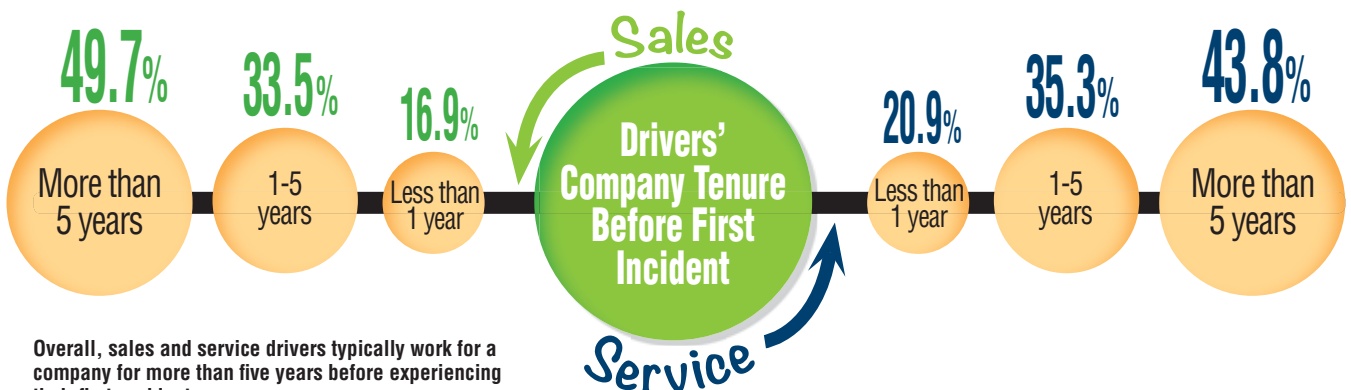 Sales
49.7%
33.5%
16.9%
20.9%
35.3%
43.8%
More than
5 years
1-5
years
Less than
1 year
Drivers’
Company Tenure
Before First
Incident
Less than
1 year
1-5
years
More than
5 years
Service
Overall, sales and service drivers typically work for a
company for more than five years before experiencing